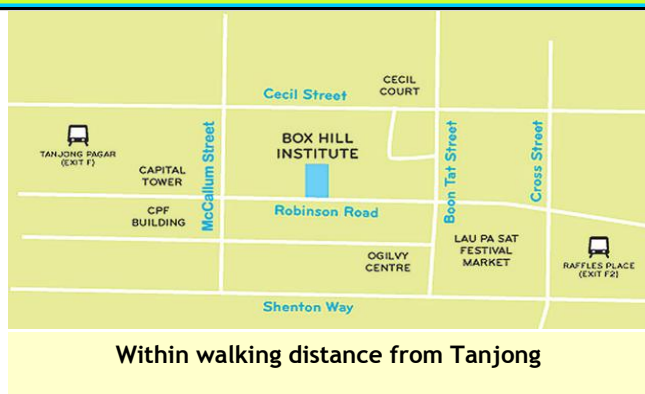 CECIL
COURT
Cecil Street
TANJONG PAGAR
(EXIT F)
CAPITAL
TOWER
McCallum Street
BOX HILL
INSTITUTE
Boon Tat Street
Cross Street
CPF
BUILDING
Robinson Road
OGILVY
CENTRE
LAU PA SAT
FESTIVAL
MARKET
RAFFLES PLACE
(EXIT F2)
Shenton Way
Within walking distance from Tanjong